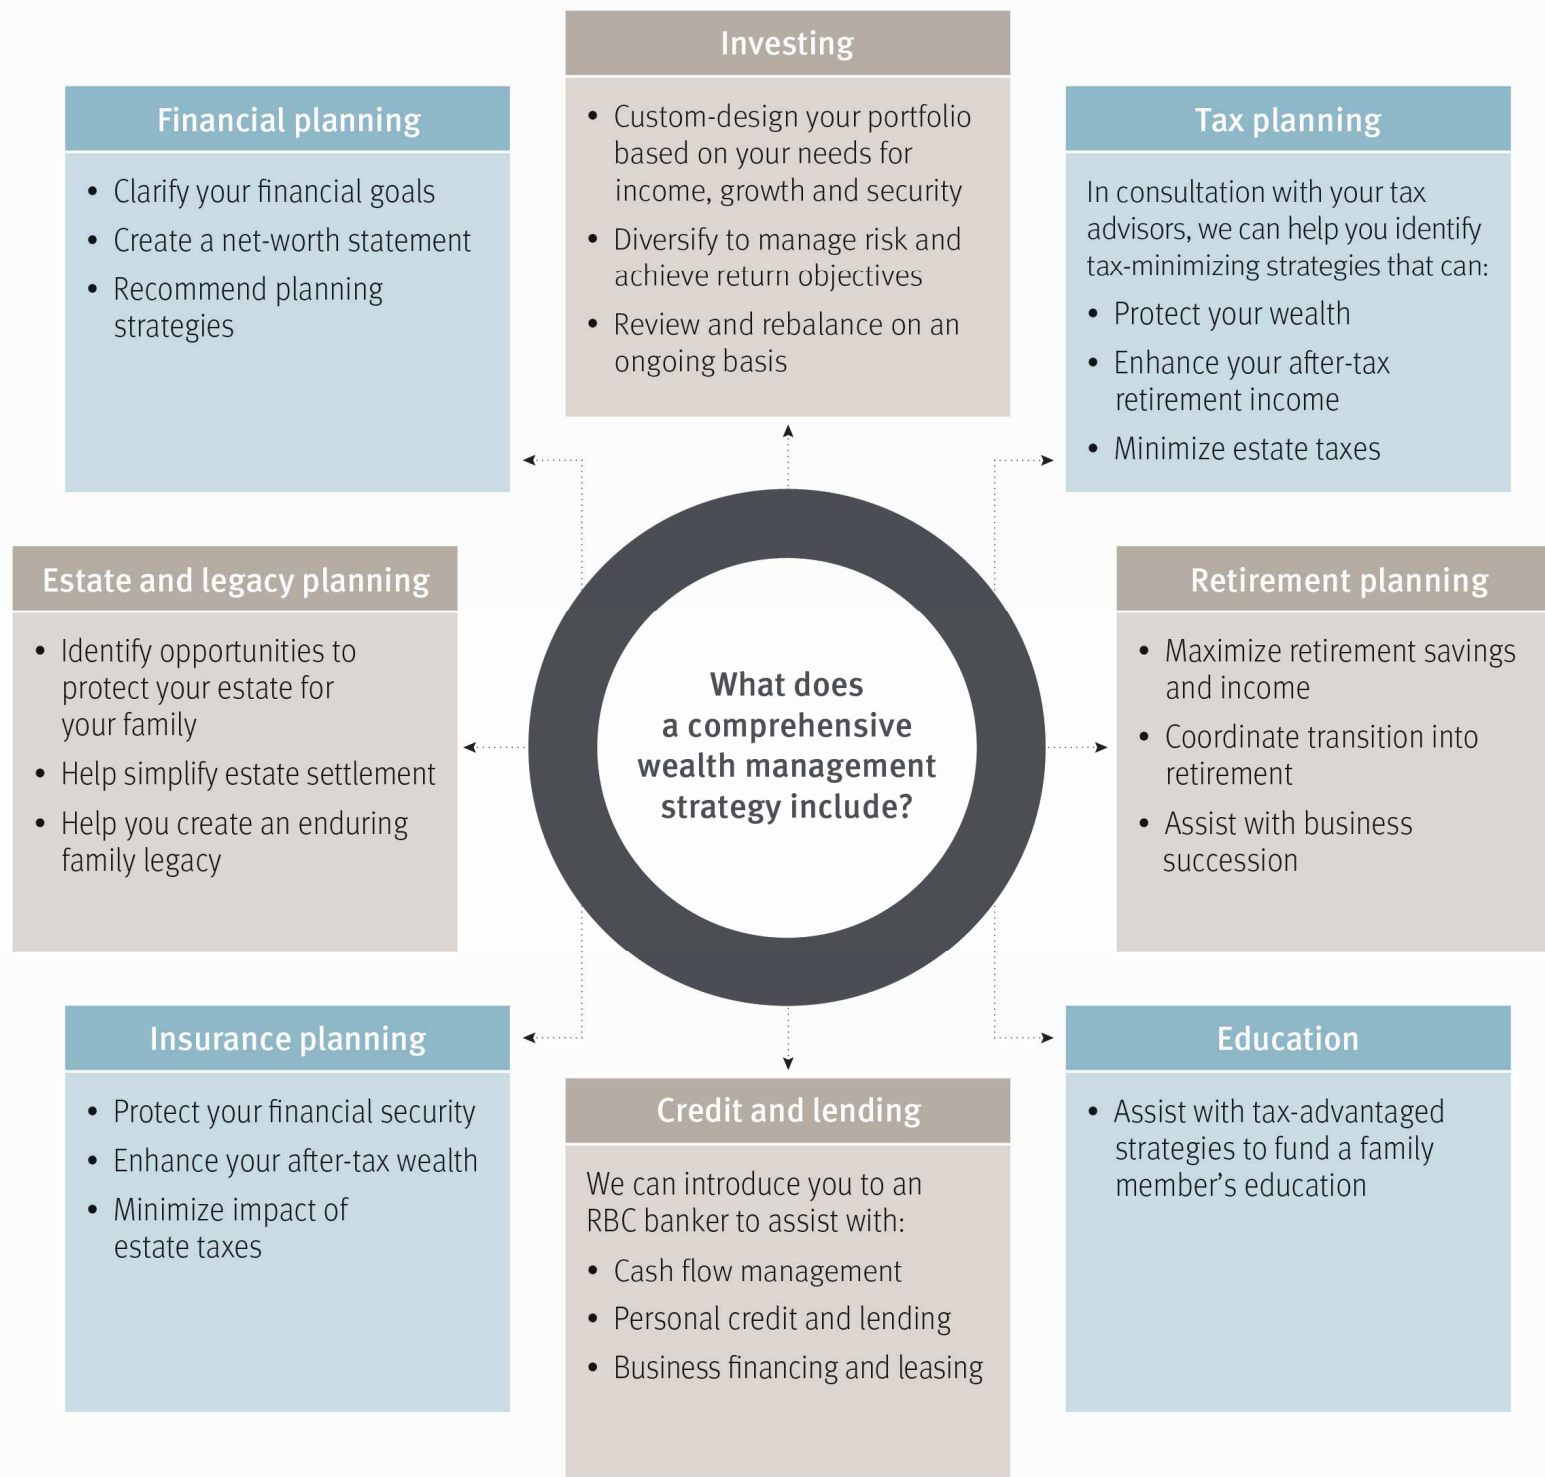 Investing
• Custom-design your portfolio
based on your needs for
income, growth and security
• Diversify to manage risk and
achieve return objectives
• Review and rebalance on an
ongoing basis
Financial planning
• Clarify your financial goals
• Create a net-worth statement
• Recommend planning
strategies
Tax planning
In consultation with your tax
advisors, we can help you identify
tax-minimizing strategies that can:
• Protect your wealth
• Enhance your after-tax
retirement income
• Minimize estate taxes
Estate and legacy planning
• Identify opportunities to
protect your estate for
your family
• Help simplify estate settlement
• Help you create an enduring
family legacy
What does
a comprehensive
wealth management
strategy include?
Retirement planning
• Maximize retirement savings
and income
• Coordinate transition into
retirement
• Assist with business
succession
Insurance planning
• Protect your financial security
• Enhance your after-tax wealth
• Minimize impact of
estate taxes
Credit and lending
We can introduce you to an
RBC banker to assist with:
• Cash flow management
• Personal credit and lending
• Business financing and leasing
Education
• Assist with tax-advantaged
strategies to fund a family
member’s education